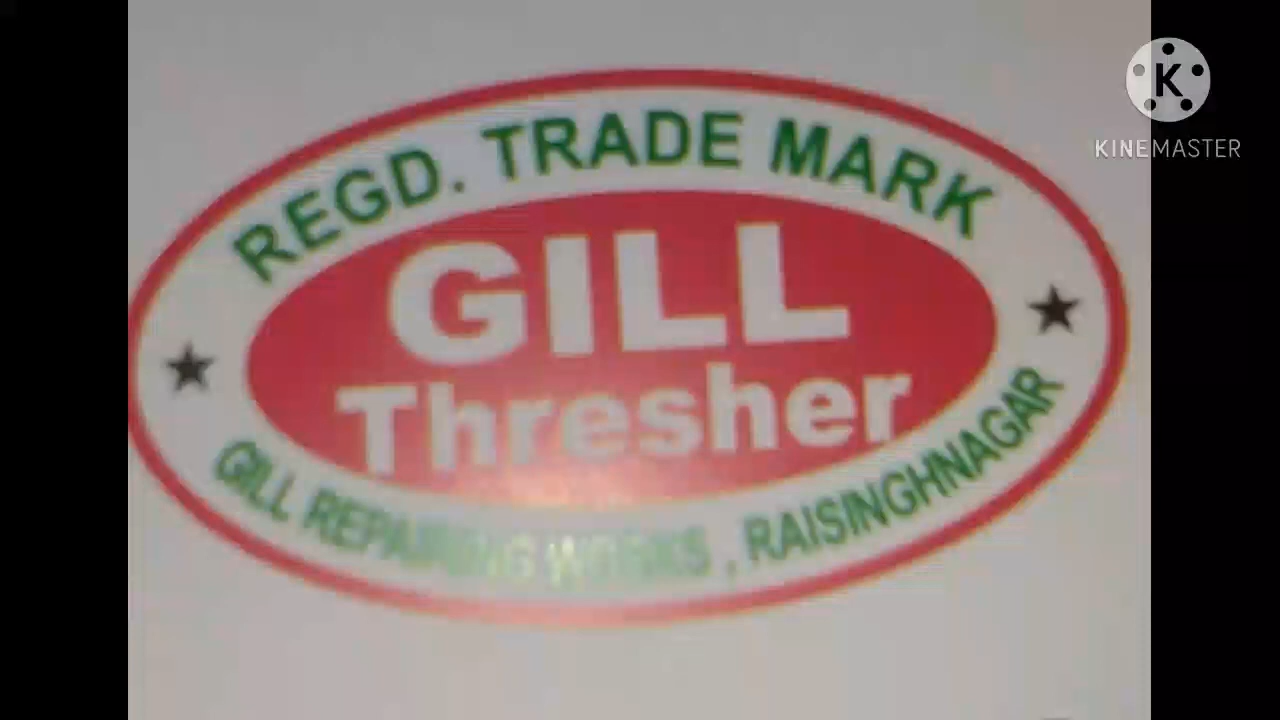 REGD. TRADE MARK
GILL
Thresher
GILL REPAIRING WORKS , RAISINGHNAGAR
K
KINEMASTER